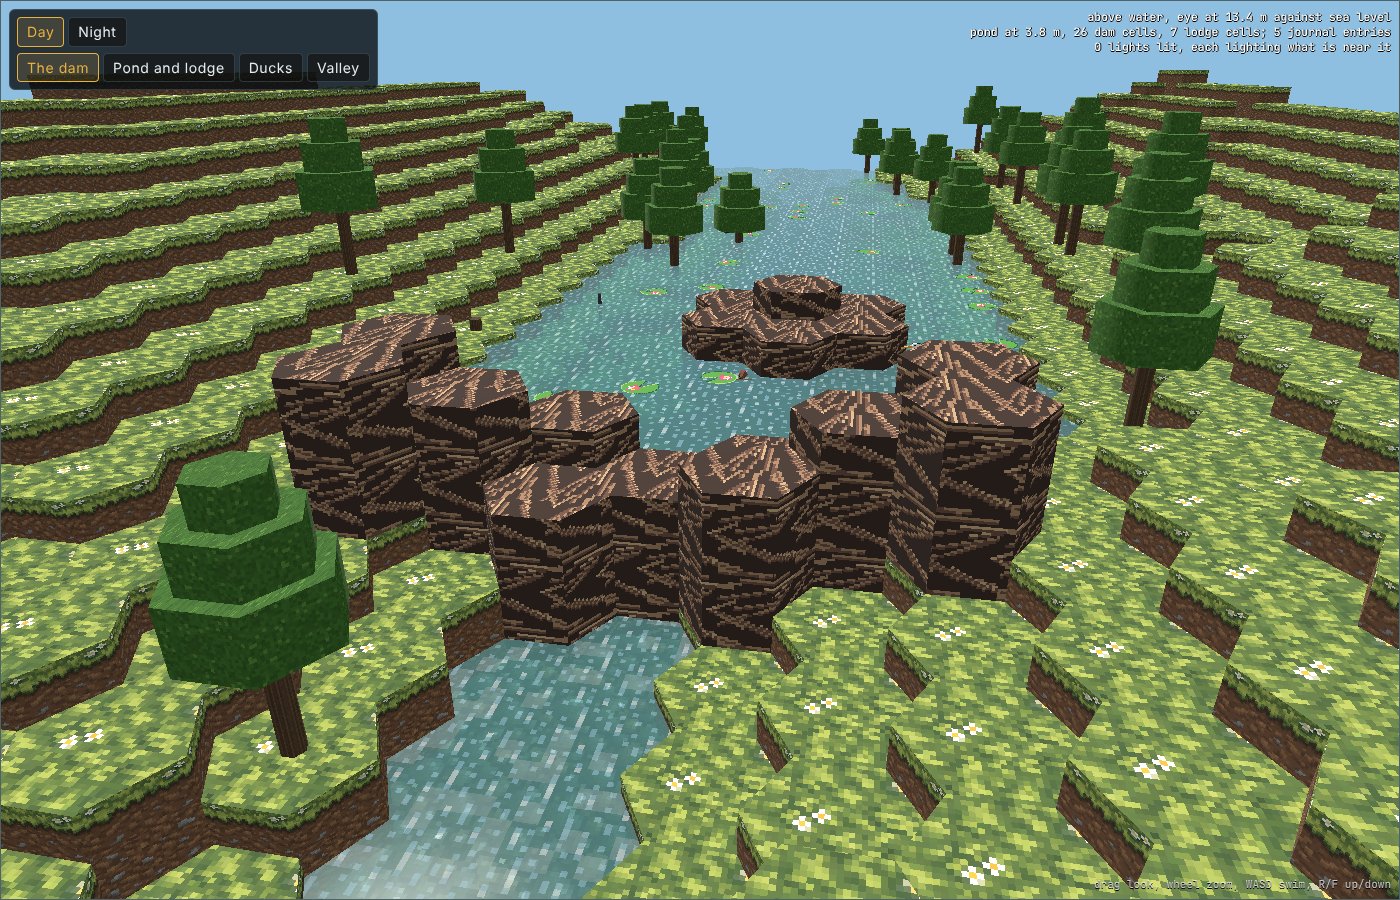 Day Night
The dam Pond and lodge Ducks Valley
above water, eye at 13.4 m against sea level
pond at 3.8 m, 26 dam cells, 7 lodge cells; 5 journal entries
0 lights lit, each lighting what is near it
drag look, wheel zoom, WASD swim, R/F up/down